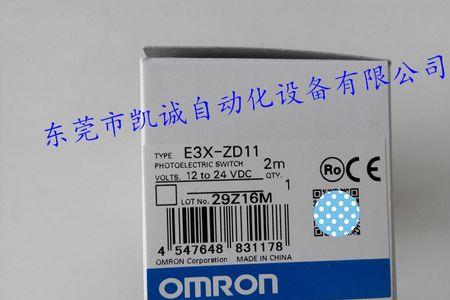 东莞市凯诚自动化设备有限公司
TYPE E3X-ZD11
PHOTOELECTRIC SWITCH 2m
VOLTS. 12 to 24 VDC QTY.
1
LOT No. 29Z16M
RoHS CE
4 547648 831178
OMRON Corporation MADE IN CHINA
OMRON